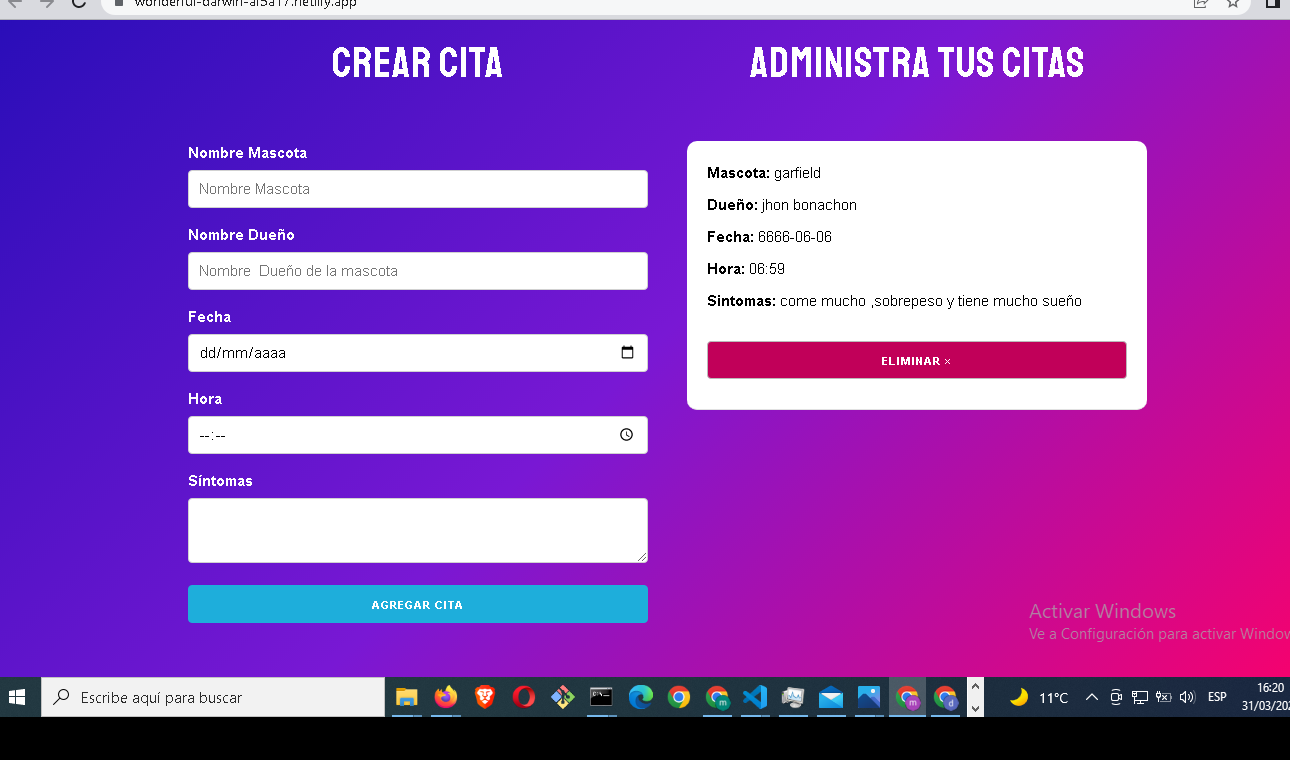 wonderful-darwin-af5a17.netlify.app
CREAR CITA
Nombre Mascota
Nombre Mascota
Nombre Dueño
Nombre Dueño de la mascota
Fecha
dd/mm/aaaa
Hora
--:--
Síntomas
AGREGAR CITA
ADMINISTRA TUS CITAS
Mascota: garfield
Dueño: jhon bonachon
Fecha: 6666-06-06
Hora: 06:59
Sintomas: come mucho ,sobrepeso y tiene mucho sueño
ELIMINAR ×
Activar Windows
Ve a Configuración para activar Window
Escribe aquí para buscar
11°C
ESP
16:20
31/03/202